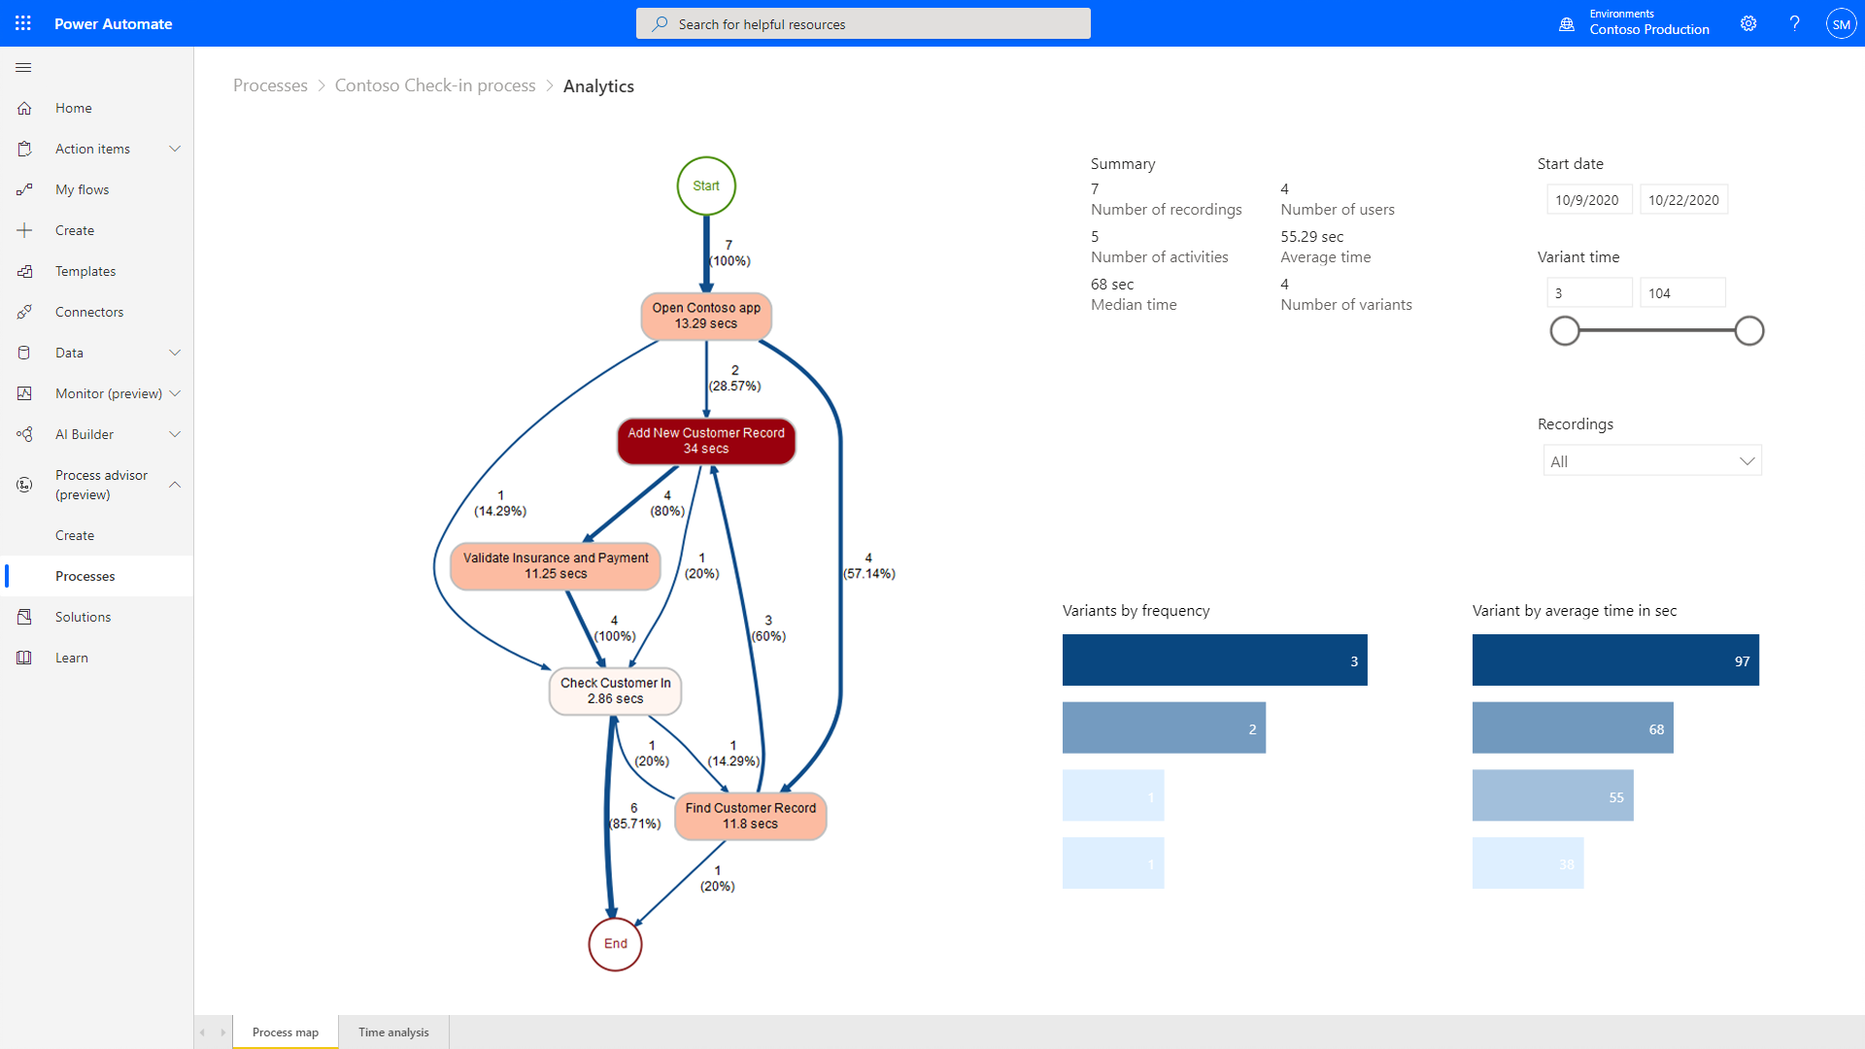 Power Automate
Search for helpful resources
Environments
Contoso Production
?
SM
Home
Action items
My flows
Create
Templates
Connectors
Data
Monitor (preview)
AI Builder
Process advisor
(preview)
Create
Processes
Solutions
Learn
Processes > Contoso Check-in process > Analytics
Start
7
(100%)
Open Contoso app
13.29 secs
2
(28.57%)
Add New Customer Record
34 secs
1
(14.29%)
4
(80%)
Validate Insurance and Payment
11.25 secs
1
(20%)
4
(57.14%)
4
(100%)
3
(60%)
Check Customer In
2.86 secs
1
(20%)
1
(14.29%)
6
(85.71%)
Find Customer Record
11.8 secs
1
(20%)
End
Summary
7
Number of recordings
4
Number of users
5
Number of activities
55.29 sec
Average time
68 sec
Median time
4
Number of variants
Start date
10/9/2020
10/22/2020
Variant time
3
104
Recordings
All
Variants by frequency
3
2
1
1
Variant by average time in sec
97
68
55
38
Process map
Time analysis